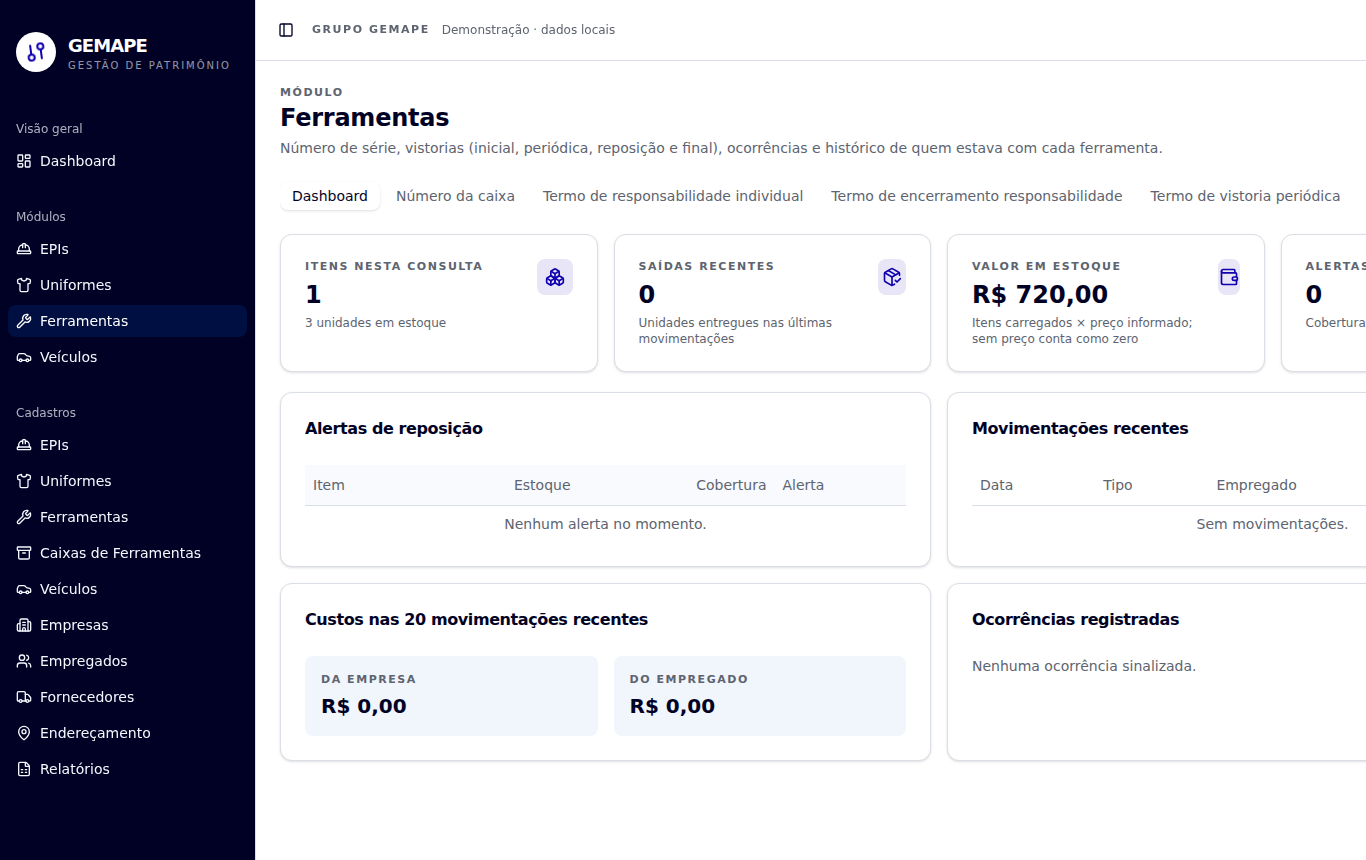 GEMAPE
GESTÃO DE PATRIMÔNIO
Visão geral
Dashboard
Módulos
EPIs
Uniformes
Ferramentas
Veículos
Cadastros
EPIs
Uniformes
Ferramentas
Caixas de Ferramentas
Veículos
Empresas
Empregados
Fornecedores
Endereçamento
Relatórios
GRUPO GEMAPE Demonstração · dados locais
MÓDULO
Ferramentas
Número de série, vistorias (inicial, periódica, reposição e final), ocorrências e histórico de quem estava com cada ferramenta.
Dashboard Número da caixa Termo de responsabilidade individual Termo de encerramento responsabilidade Termo de vistoria periódica
ITENS NESTA CONSULTA
1
3 unidades em estoque
SAÍDAS RECENTES
0
Unidades entregues nas últimas
movimentações
VALOR EM ESTOQUE
R$ 720,00
Itens carregados × preço informado;
sem preço conta como zero
ALERTAS
0
Cobertura
Alertas de reposição
Item Estoque Cobertura Alerta
Nenhum alerta no momento.
Movimentações recentes
Data Tipo Empregado
Sem movimentações.
Custos nas 20 movimentações recentes
DA EMPRESA
R$ 0,00
DO EMPREGADO
R$ 0,00
Ocorrências registradas
Nenhuma ocorrência sinalizada.